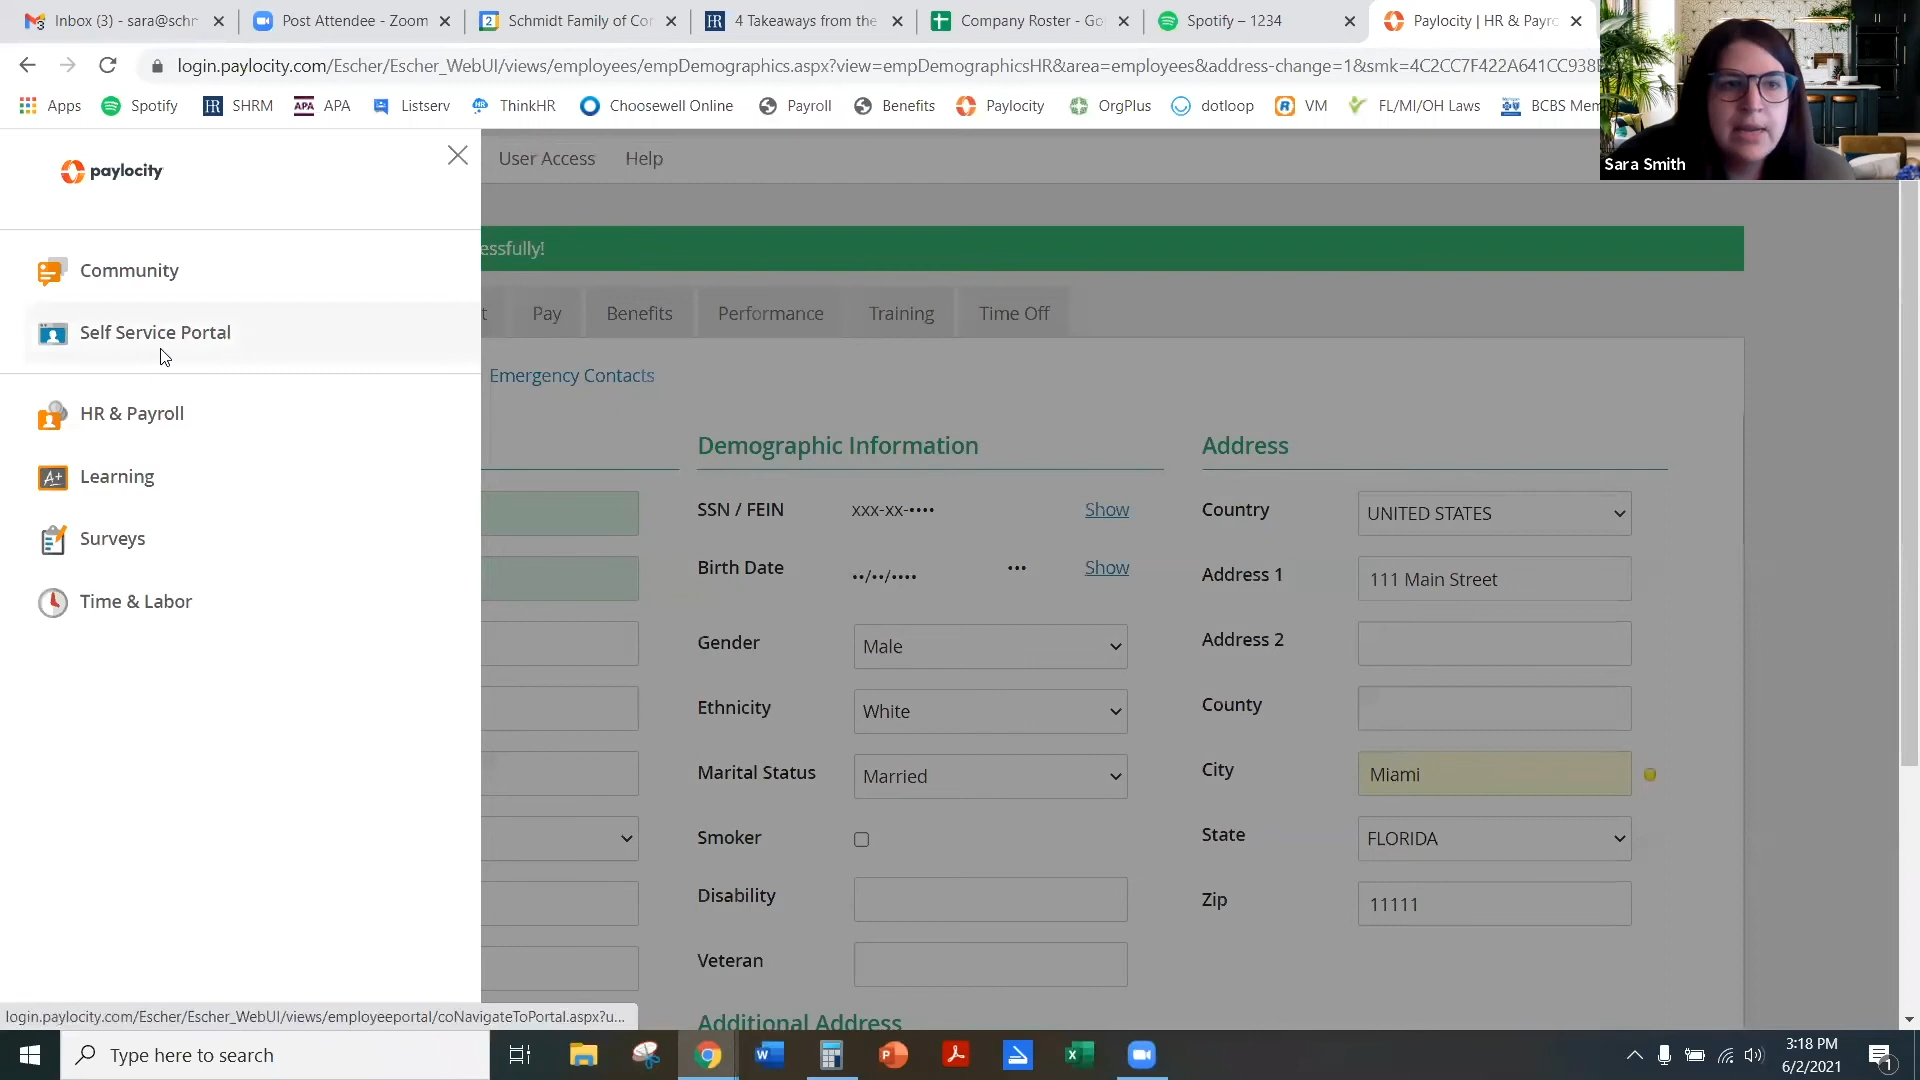 Inbox (3) - sara@schm
Post Attendee - Zoom
Schmidt Family of Cor
4 Takeaways from the
Company Roster - Go
Spotify – 1234
Paylocity | HR & Payro
login.paylocity.com/Escher/Escher_WebUI/views/employees/empDemographics.aspx?view=empDemographicsHR&area=employees&address-change=1&smk=4C2CC7F422A641CC938
Apps
Spotify
SHRM
APA
Listserv
ThinkHR
Choosewell Online
Payroll
Benefits
Paylocity
OrgPlus
dotloop
VM
FL/MI/OH Laws
BCBS Mem
Sara Smith
paylocity
User Access
Help
Community
Self Service Portal
HR & Payroll
Learning
Surveys
Time & Labor
essfully!
t
Pay
Benefits
Performance
Training
Time Off
Emergency Contacts
Demographic Information
SSN / FEIN xxx-xx-•••• Show
Birth Date ••/••/•••• ••• Show
Gender Male
Ethnicity White
Marital Status Married
Smoker
Disability
Veteran
Additional Address
Address
Country UNITED STATES
Address 1 111 Main Street
Address 2
County
City Miami
State FLORIDA
Zip 11111
login.paylocity.com/Escher/Escher_WebUI/views/employeeportal/coNavigateToPortal.aspx?u...
Type here to search
3:18 PM
6/2/2021
1